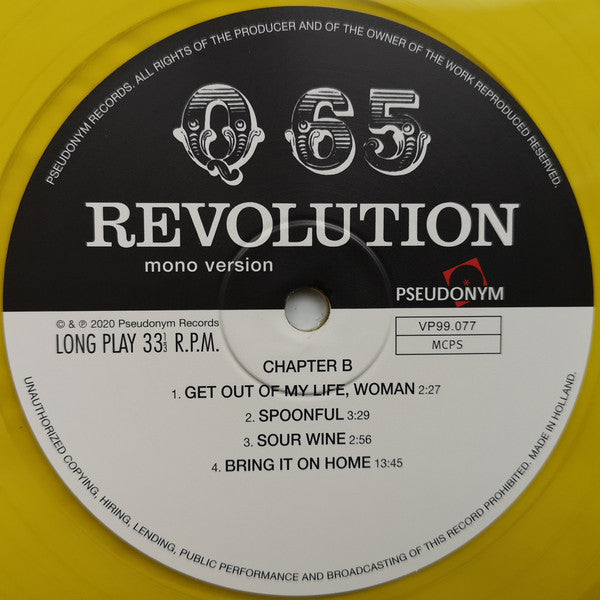 PSEUDONYM RECORDS. ALL RIGHTS OF THE PRODUCER AND OF THE OWNER OF THE WORK REPRODUCED RESERVED.
Q 65
REVOLUTION
mono version
PSEUDONYM
© & ℗ 2020 Pseudonym Records
LONG PLAY 33⅓ R.P.M.
VP99.077
MCPS
CHAPTER B
1. GET OUT OF MY LIFE, WOMAN 2:27
2. SPOONFUL 3:29
3. SOUR WINE 2:56
4. BRING IT ON HOME 13:45
UNAUTHORIZED COPYING, HIRING, LENDING, PUBLIC PERFORMANCE AND BROADCASTING OF THIS RECORD PROHIBITED. MADE IN HOLLAND.